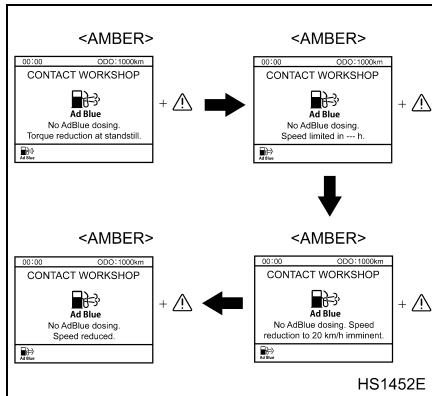 <AMBER>
00:00 ODO:1000km
CONTACT WORKSHOP
Ad Blue
No AdBlue dosing.
Torque reduction at standstill.
Ad Blue
+
<AMBER>
00:00 ODO:1000km
CONTACT WORKSHOP
Ad Blue
No AdBlue dosing.
Speed limited in --- h.
Ad Blue
+
<AMBER>
00:00 ODO:1000km
CONTACT WORKSHOP
Ad Blue
No AdBlue dosing. Speed
reduction to 20 km/h imminent.
Ad Blue
+
<AMBER>
00:00 ODO:1000km
CONTACT WORKSHOP
Ad Blue
No AdBlue dosing.
Speed reduced.
Ad Blue
+
HS1452E